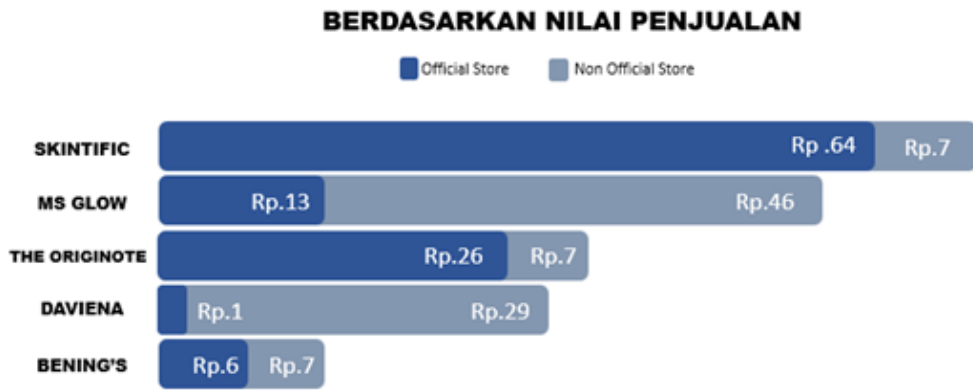 BERDASARKAN NILAI PENJUALAN
Official Store Non Official Store
SKINTIFIC Rp .64 Rp.7
MS GLOW Rp.13 Rp.46
THE ORIGINOTE Rp.26 Rp.7
DAVIENA Rp.1 Rp.29
BENING'S Rp.6 Rp.7